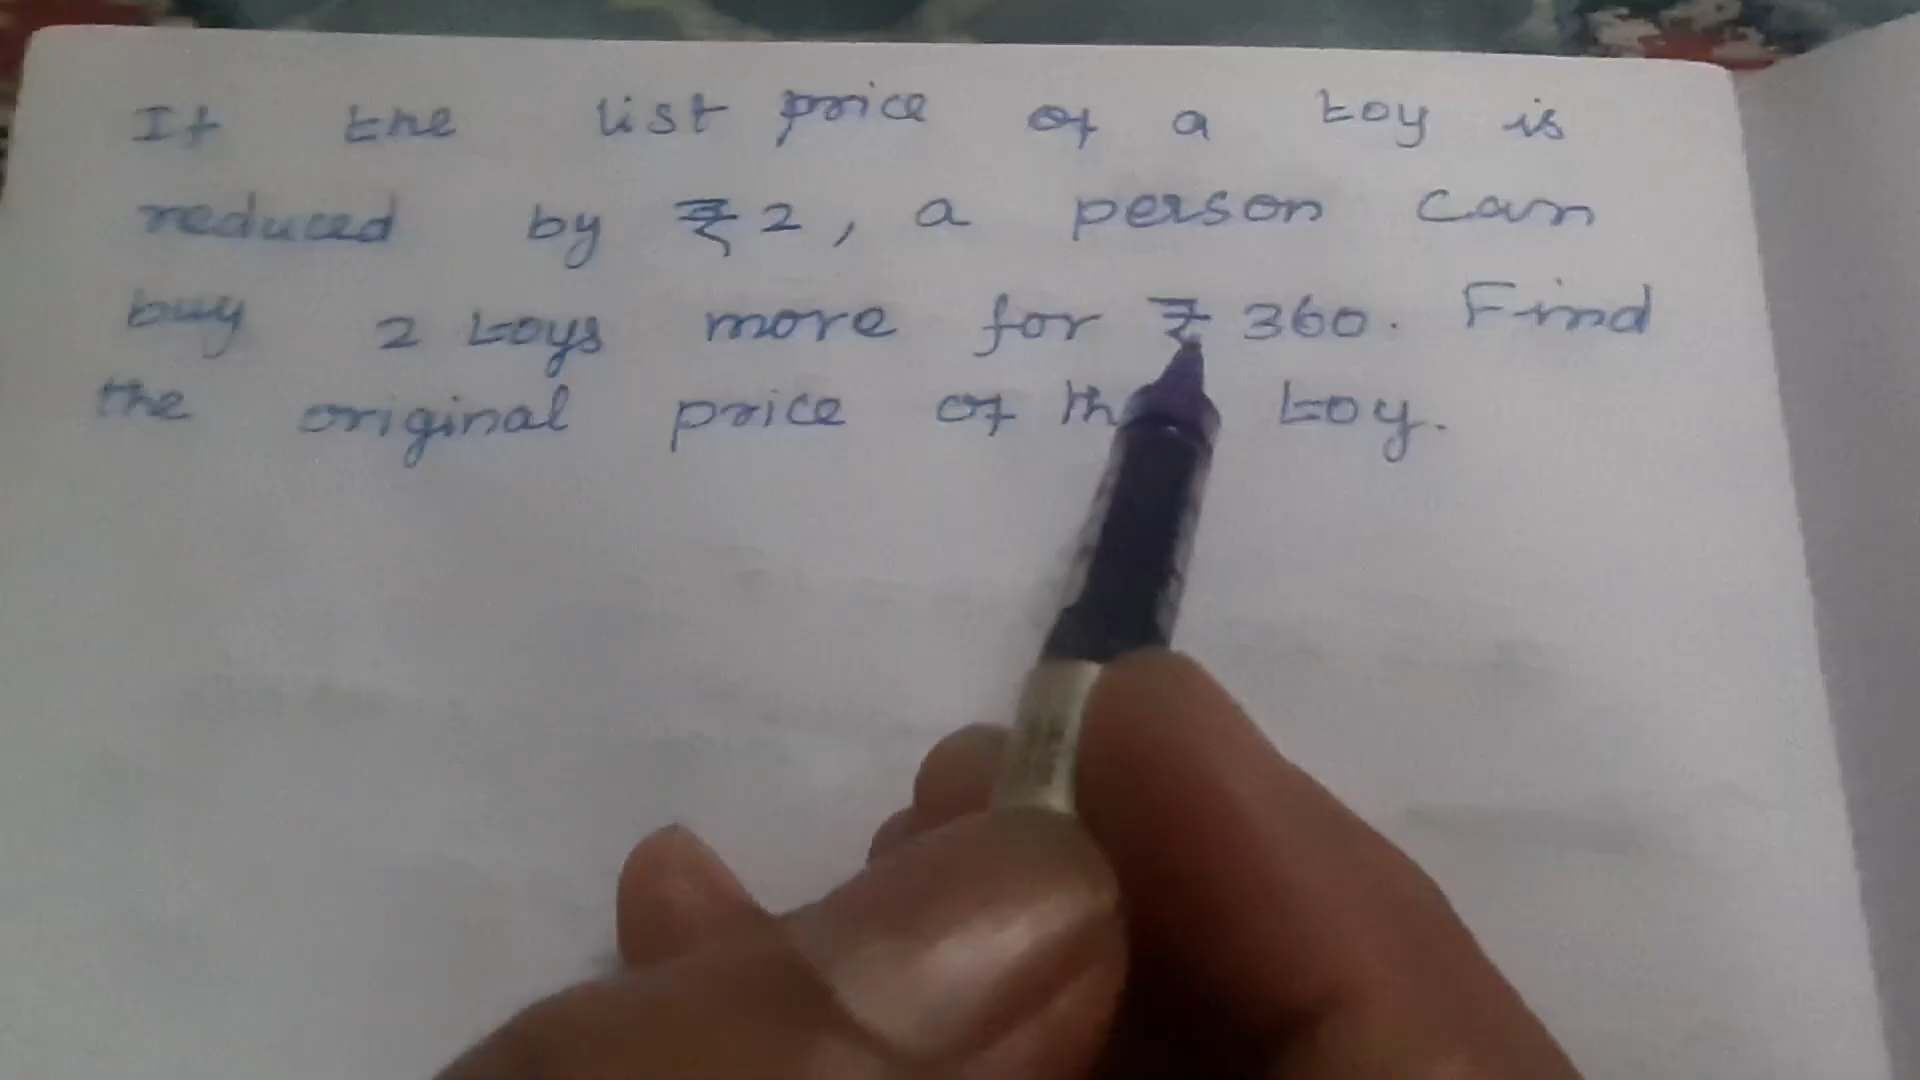 If the list price of a toy is
reduced by ₹2, a person can
buy 2 toys more for ₹360. Find
the original price of the toy.